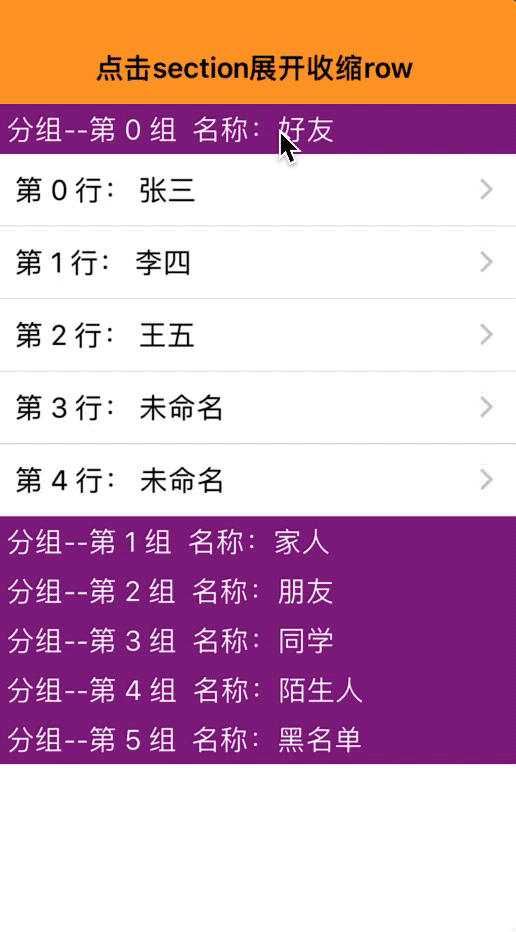 点击section展开收缩row
分组--第 0 组 名称：好友
第 0 行： 张三
第 1 行： 李四
第 2 行： 王五
第 3 行： 未命名
第 4 行： 未命名
分组--第 1 组 名称：家人
分组--第 2 组 名称：朋友
分组--第 3 组 名称：同学
分组--第 4 组 名称：陌生人
分组--第 5 组 名称：黑名单